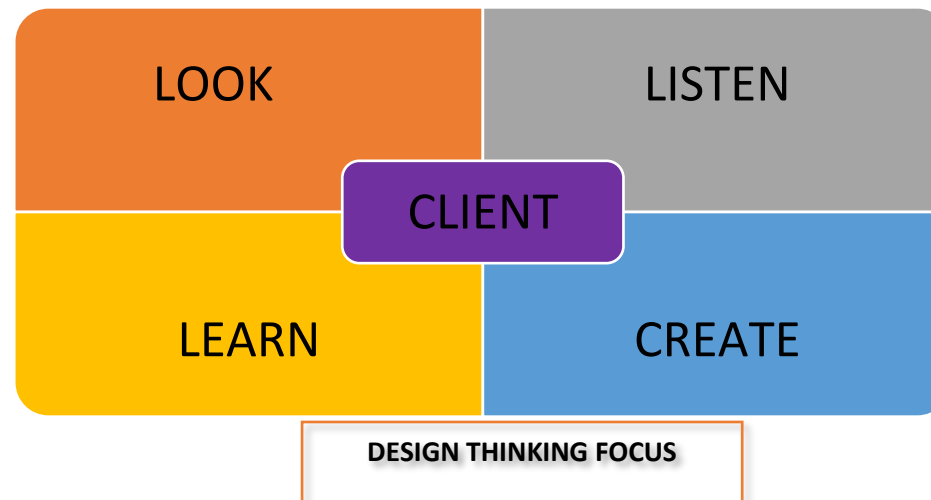 LOOK
LISTEN
CLIENT
LEARN
CREATE
DESIGN THINKING FOCUS